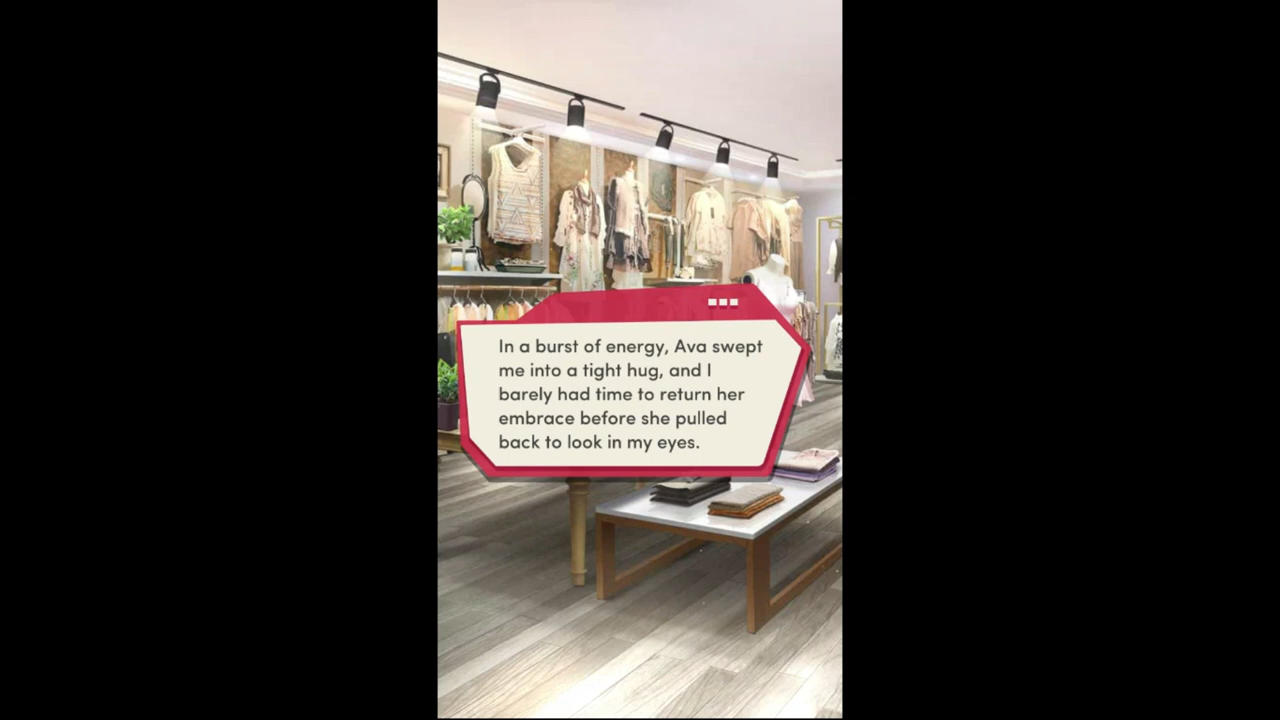 In a burst of energy, Ava swept
me into a tight hug, and I
barely had time to return her
embrace before she pulled
back to look in my eyes.